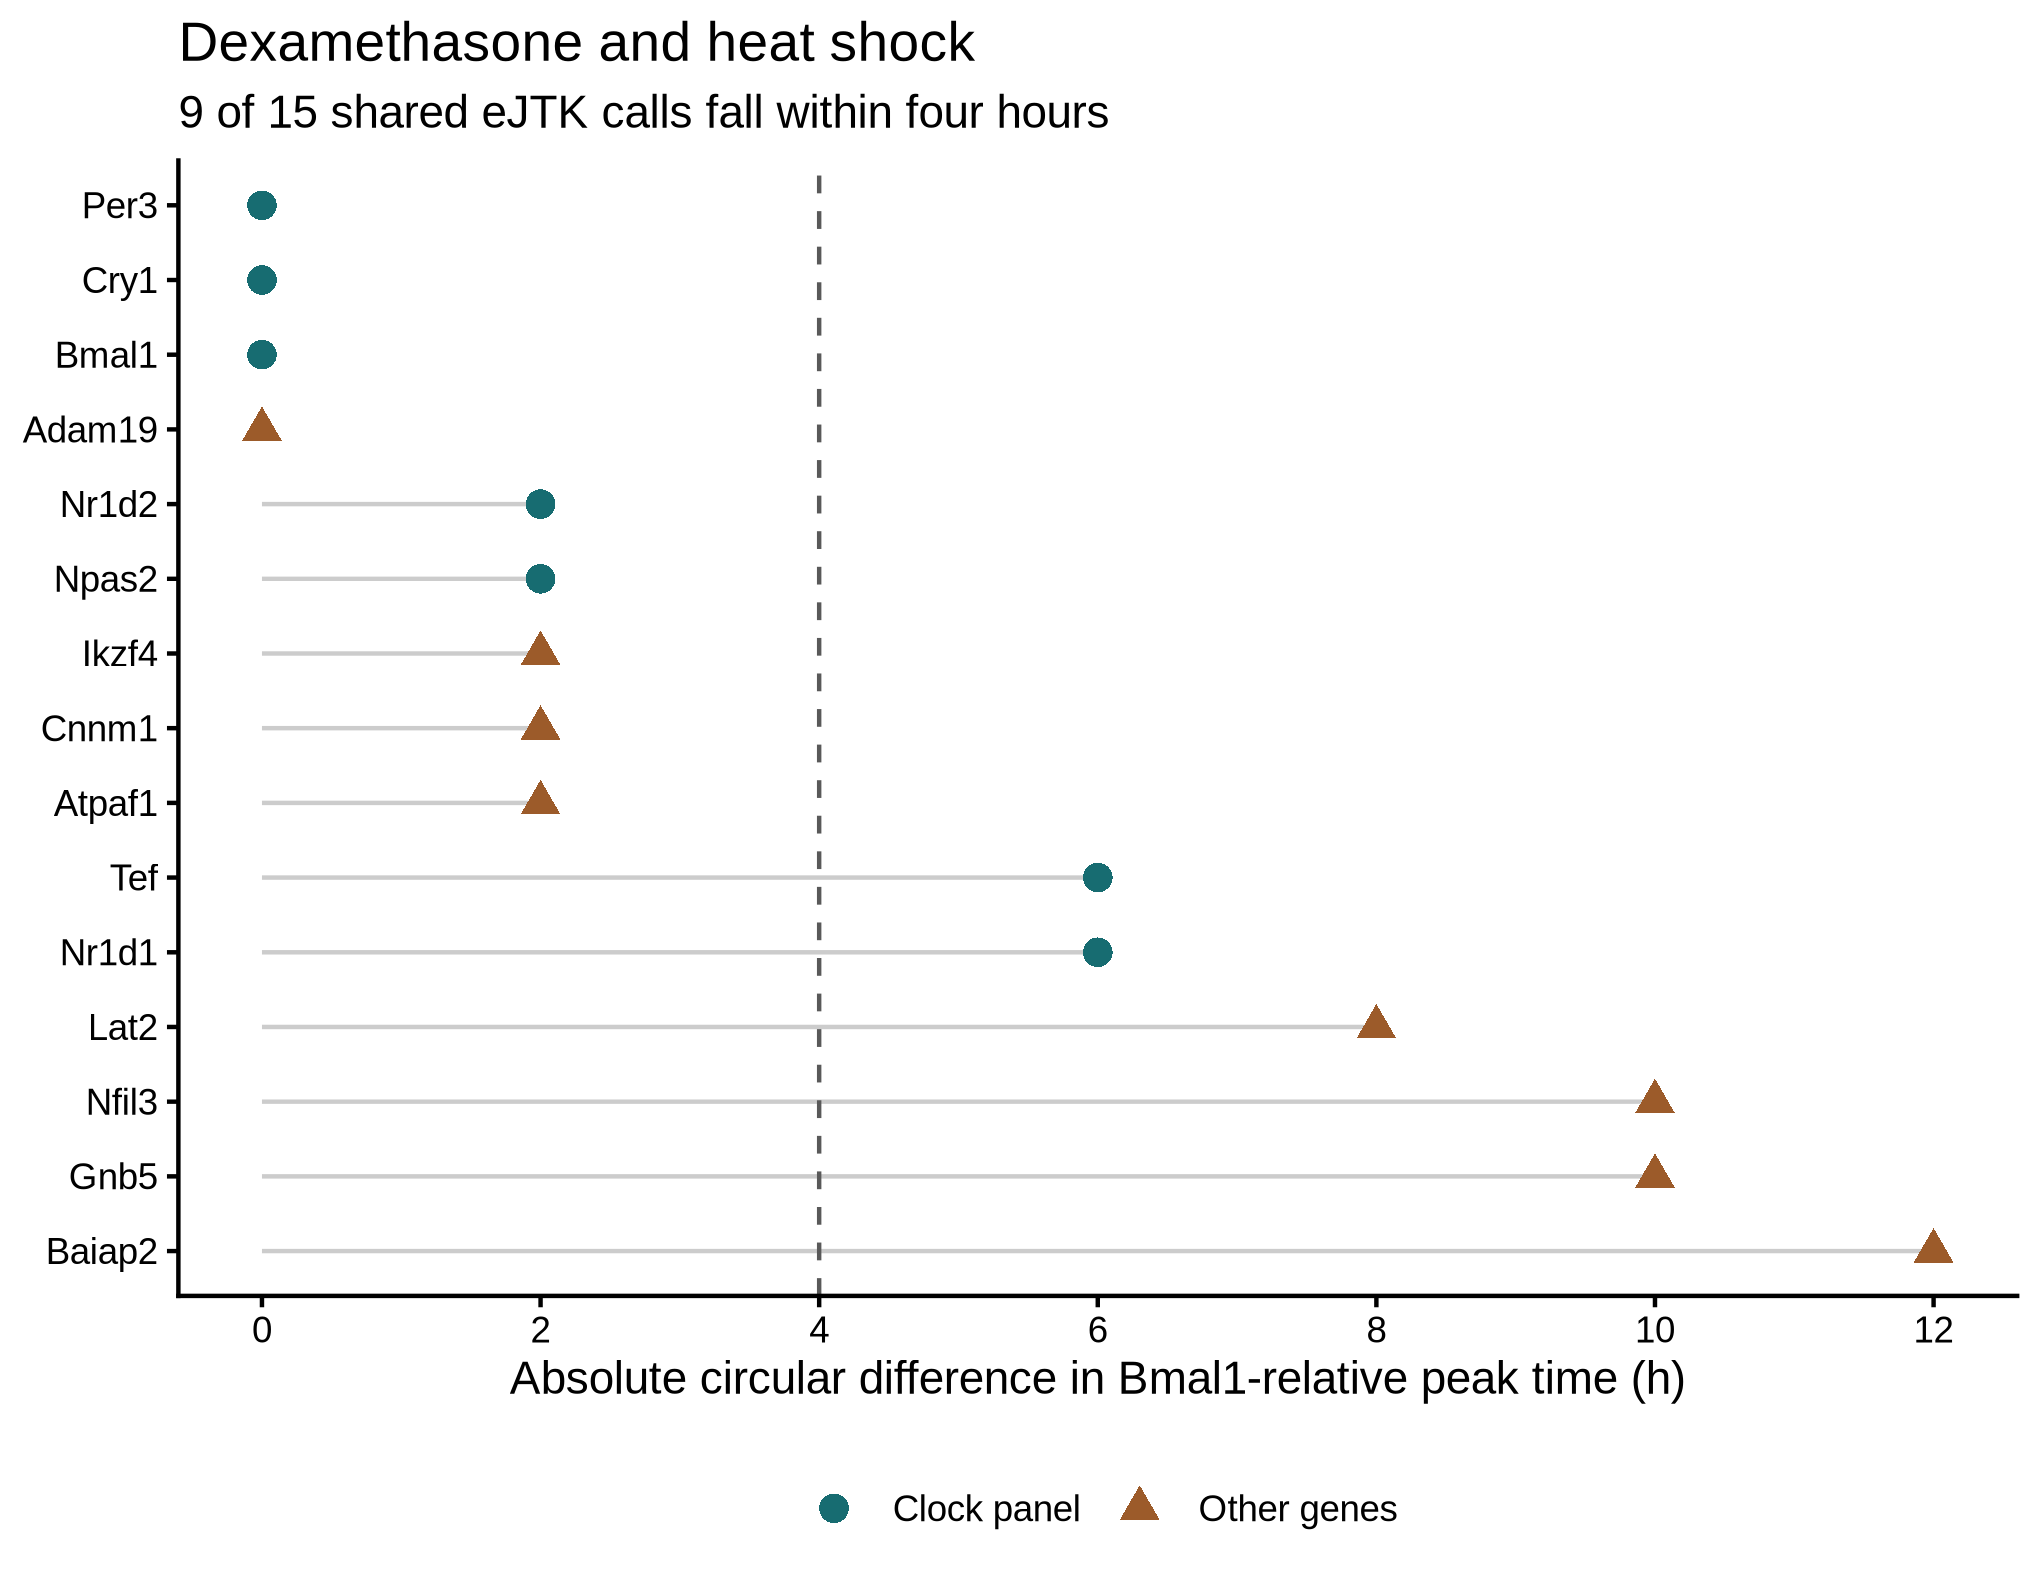 Dexamethasone and heat shock
9 of 15 shared eJTK calls fall within four hours
Per3
Cry1
Bmal1
Adam19
Nr1d2
Npas2
Ikzf4
Cnnm1
Atpaf1
Tef
Nr1d1
Lat2
Nfil3
Gnb5
Baiap2
0 2 4 6 8 10 12
Absolute circular difference in Bmal1-relative peak time (h)
Clock panel Other genes